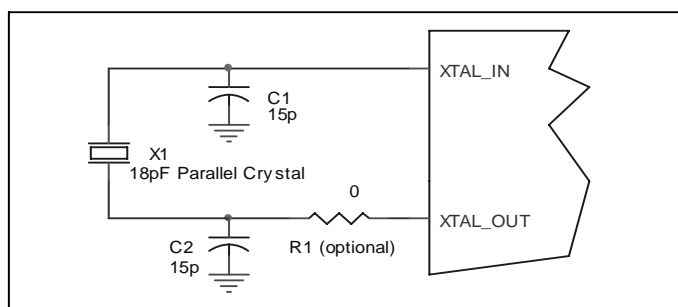 XTAL_IN
C1
15p
X1
18pF Parallel Crystal
0
XTAL_OUT
C2
15p
R1 (optional)